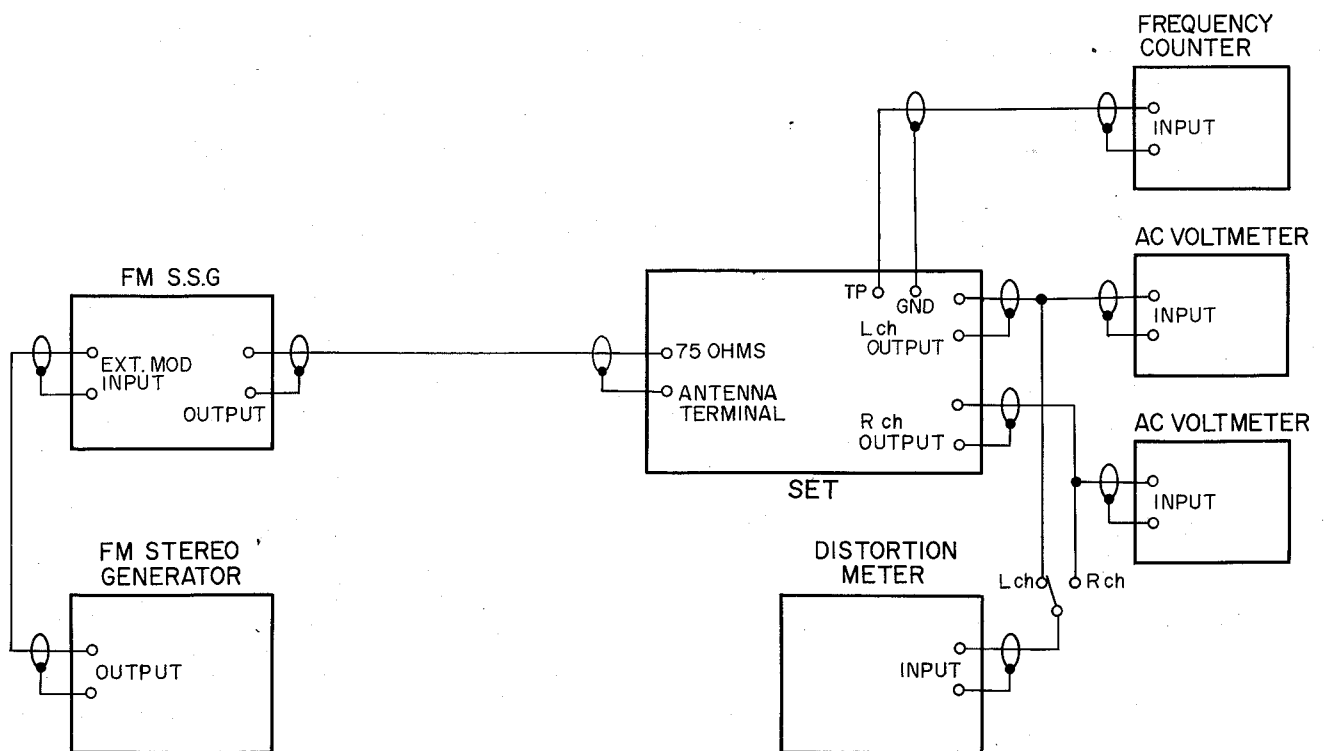 FREQUENCY
COUNTER
INPUT
AC VOLTMETER
INPUT
AC VOLTMETER
INPUT
FM S.S.G
EXT. MOD
INPUT
OUTPUT
TP
GND
L ch
OUTPUT
75 OHMS
ANTENNA
TERMINAL
R ch
OUTPUT
SET
FM STEREO
GENERATOR
OUTPUT
DISTORTION
METER
INPUT
L ch
R ch